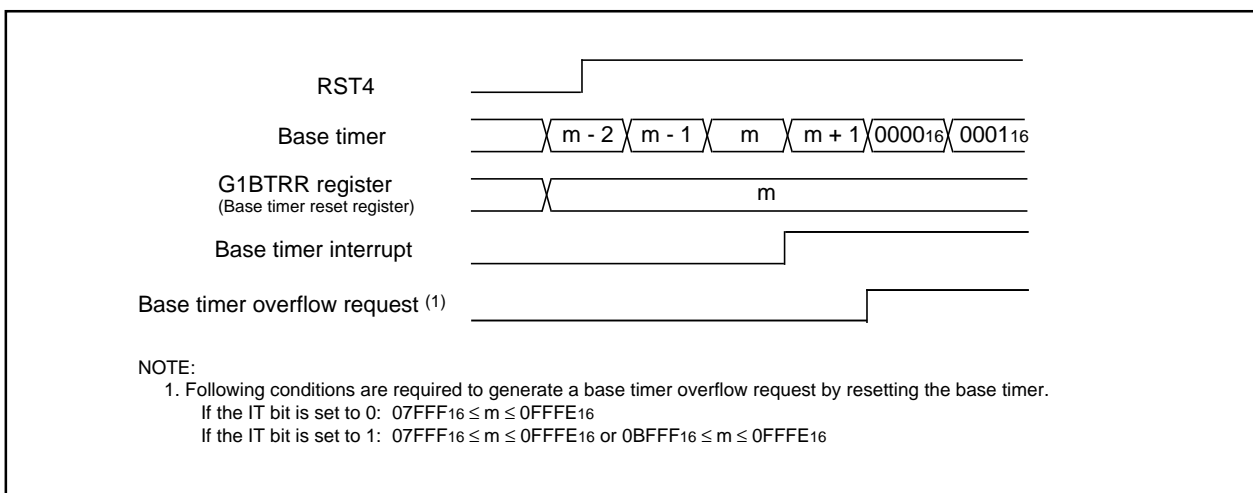 RST4
Base timer
m - 2 m - 1 m m + 1 000016 000116
G1BTRR register
(Base timer reset register)
m
Base timer interrupt
Base timer overflow request (1)
NOTE:
1. Following conditions are required to generate a base timer overflow request by resetting the base timer.
If the IT bit is set to 0: 07FFF16 ≤ m ≤ 0FFFE16
If the IT bit is set to 1: 07FFF16 ≤ m ≤ 0FFFE16 or 0BFFF16 ≤ m ≤ 0FFFE16